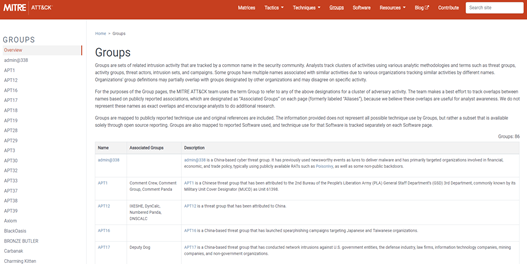 MITRE | ATT&CK
Matrices Tactics Techniques Groups Software Resources Blog Contribute Search site
GROUPS
Overview
admin@338
APT1
APT12
APT16
APT17
APT18
APT19
APT28
APT29
APT3
APT30
APT32
APT33
APT37
APT38
APT39
Axiom
BlackOasis
BRONZE BUTLER
Carbanak
Charming Kitten
Home > Groups
Groups
Groups are sets of related intrusion activity that are tracked by a common name in the security community. Analysts track clusters of activities using various analytic methodologies and terms such as threat groups,
activity groups, threat actors, intrusion sets, and campaigns. Some groups have multiple names associated with similar activities due to various organizations tracking similar activities by different names.
Organizations' group definitions may partially overlap with groups designated by other organizations and may disagree on specific activity.
For the purposes of the Group pages, the MITRE ATT&CK team uses the term Group to refer to any of the above designations for a cluster of adversary activity. The team makes a best effort to track overlaps between
names based on publicly reported associations, which are designated as "Associated Groups" on each page (formerly labeled "Aliases"), because we believe these overlaps are useful for analyst awareness. We do not
represent these names as exact overlaps and encourage analysts to do additional research.
Groups are mapped to publicly reported technique use and original references are included. The information provided does not represent all possible technique use by Groups, but rather a subset that is available
solely through open source reporting. Groups are also mapped to reported Software used, and technique use for that Software is tracked separately on each Software page.
Groups: 86
Name Associated Groups Description
admin@338 admin@338 is a China-based cyber threat group. It has previously used newsworthy events as lures to deliver malware and has primarily targeted organizations involved in financial,
economic, and trade policy, typically using publicly available RATs such as PoisonIvy, as well as some non-public backdoors.
APT1 Comment Crew, Comment
Group, Comment Panda
APT1 is a Chinese threat group that has been attributed to the 2nd Bureau of the People's Liberation Army (PLA) General Staff Department's (GSD) 3rd Department, commonly known by its
Military Unit Cover Designator (MUCD) as Unit 61398.
APT12 IXESHE, DynCalc,
Numbered Panda,
DNSCALC
APT12 is a threat group that has been attributed to China.
APT16 APT16 is a China-based threat group that has launched spearphishing campaigns targeting Japanese and Taiwanese organizations.
APT17 Deputy Dog APT17 is a China-based threat group that has conducted network intrusions against U.S. government entities, the defense industry, law firms, information technology companies, mining
companies, and non-government organizations.